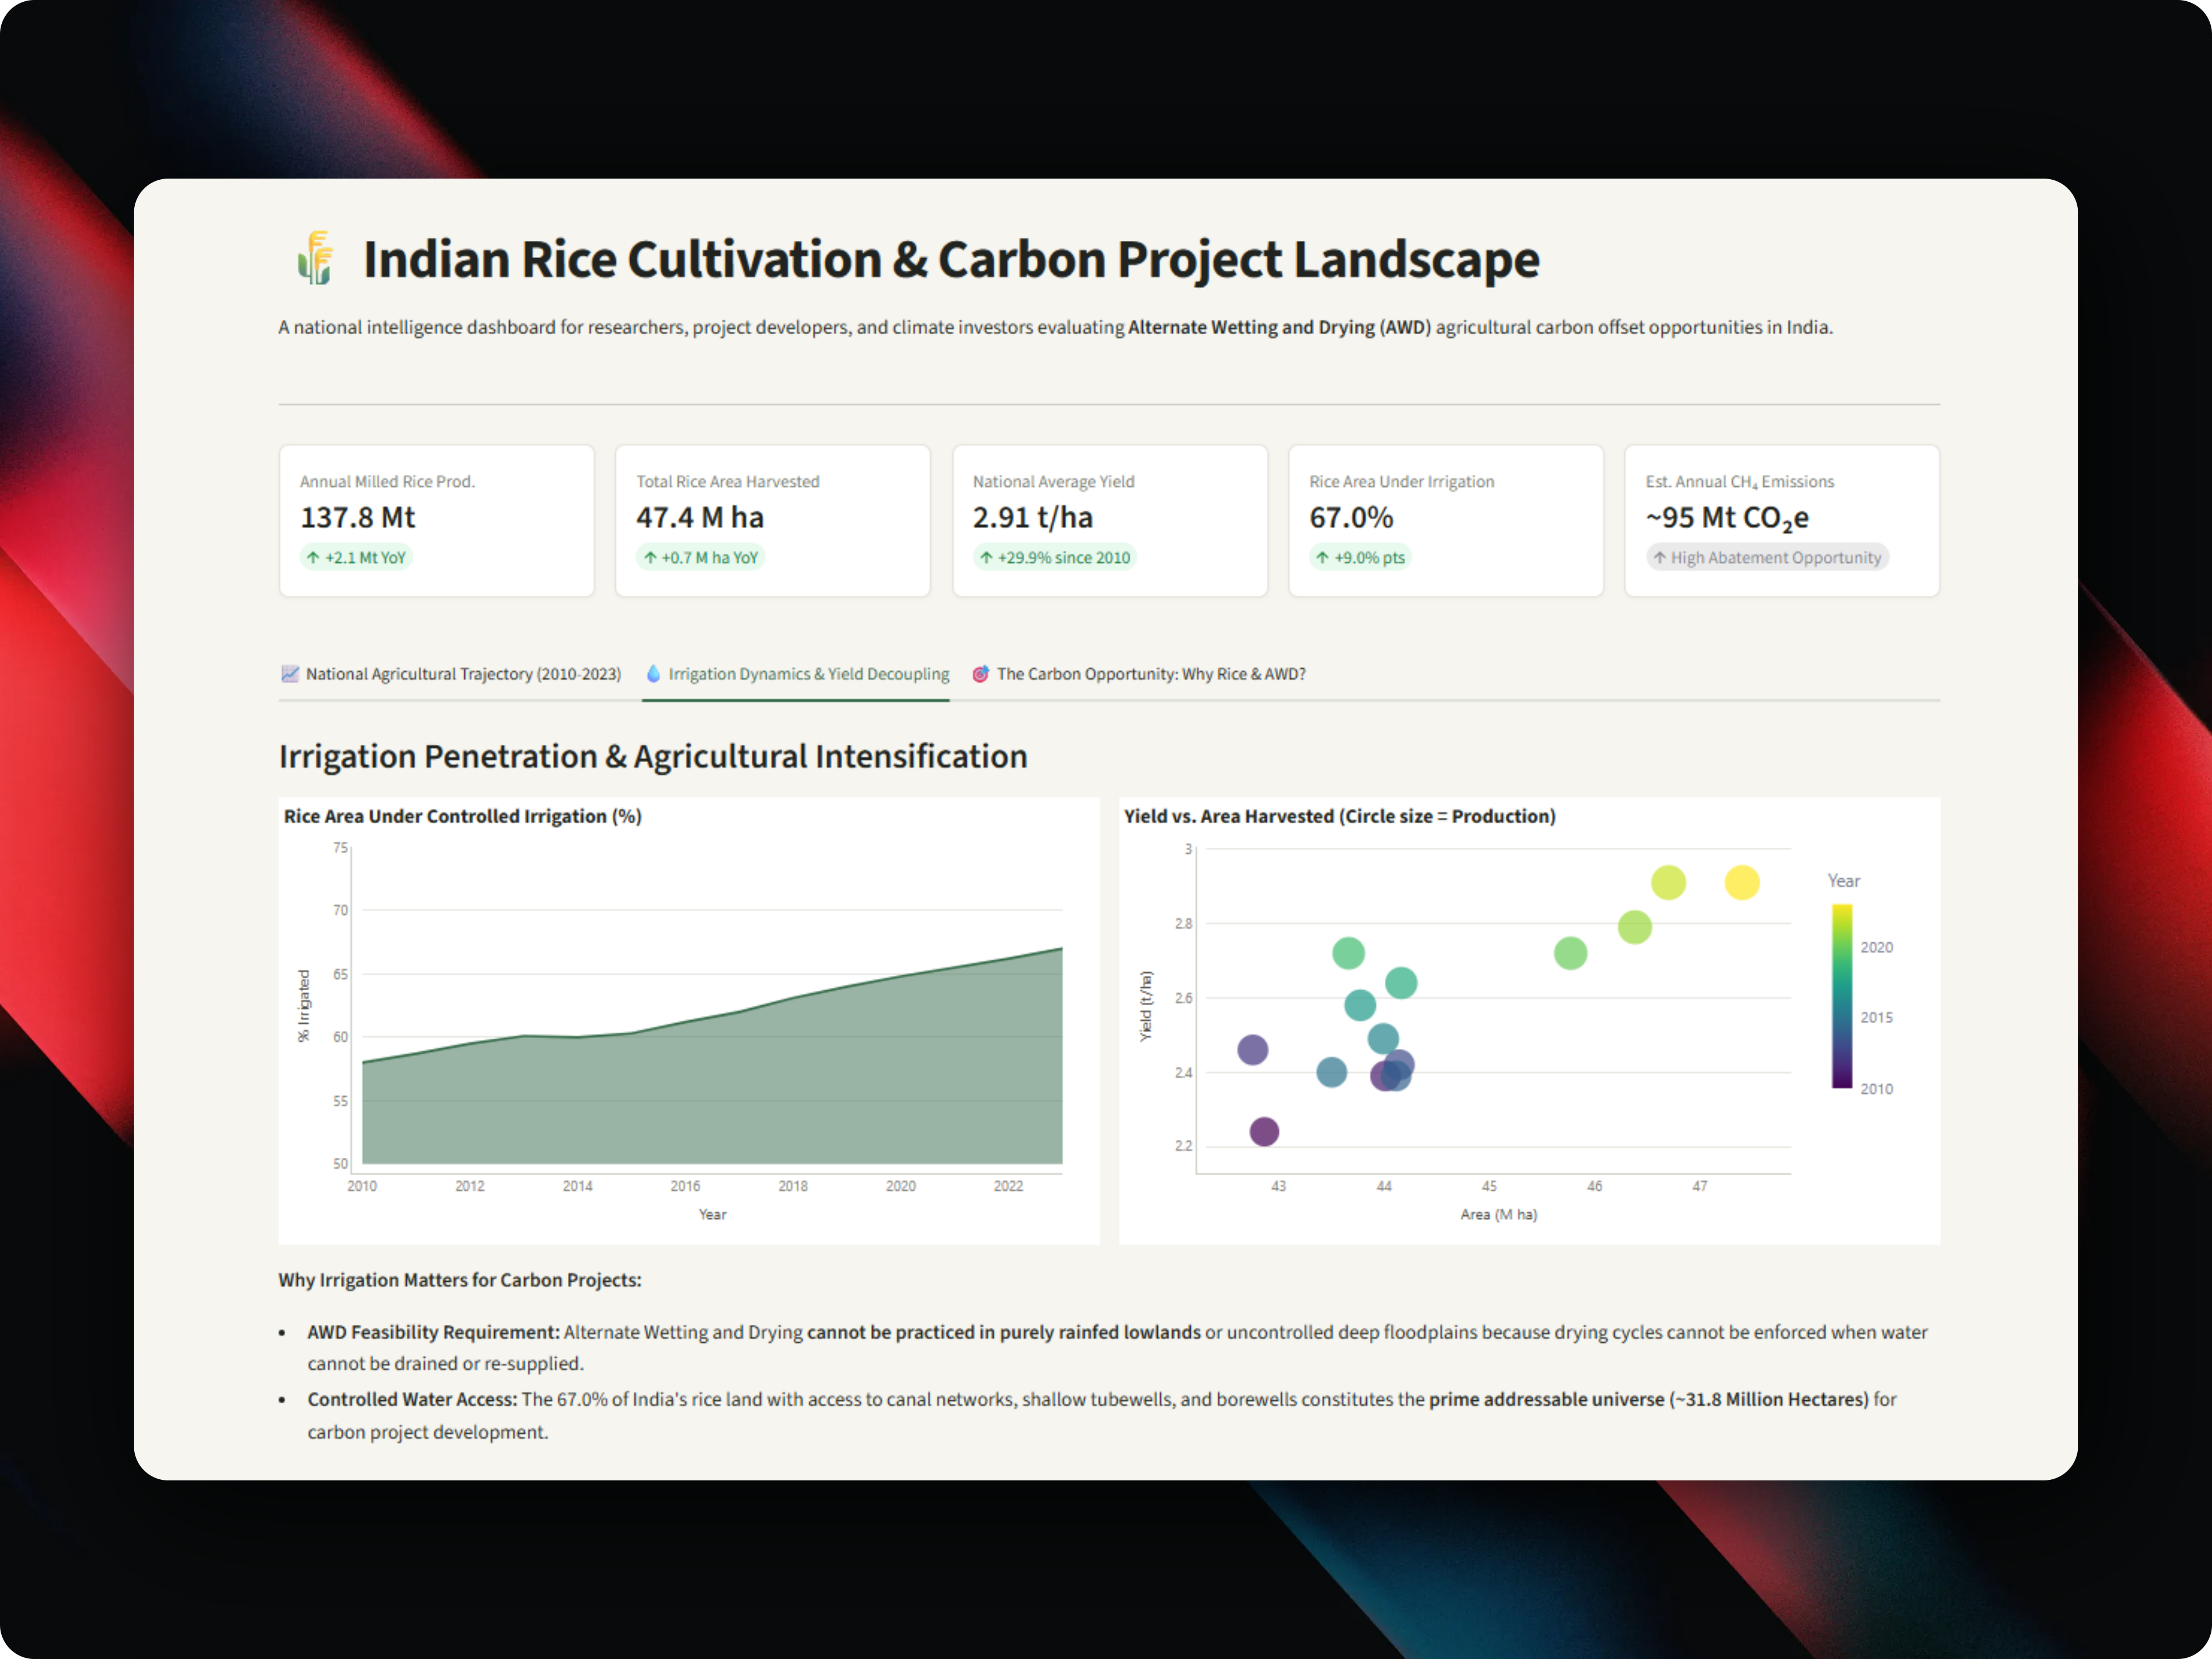 Indian Rice Cultivation & Carbon Project Landscape
A national intelligence dashboard for researchers, project developers, and climate investors evaluating Alternate Wetting and Drying (AWD) agricultural carbon offset opportunities in India.
Annual Milled Rice Prod.
137.8 Mt
↑ +2.1 Mt YoY
Total Rice Area Harvested
47.4 M ha
↑ +0.7 M ha YoY
National Average Yield
2.91 t/ha
↑ +29.9% since 2010
Rice Area Under Irrigation
67.0%
↑ +9.0% pts
Est. Annual CH₄ Emissions
~95 Mt CO₂e
↑ High Abatement Opportunity
National Agricultural Trajectory (2010-2023)
Irrigation Dynamics & Yield Decoupling
The Carbon Opportunity: Why Rice & AWD?
Irrigation Penetration & Agricultural Intensification
Rice Area Under Controlled Irrigation (%)
75
70
65
60
55
50
% Irrigated
2010 2012 2014 2016 2018 2020 2022
Year
Yield vs. Area Harvested (Circle size = Production)
3
2.8
2.6
2.4
2.2
Yield (t/ha)
43 44 45 46 47
Area (M ha)
Year
2020
2015
2010
Why Irrigation Matters for Carbon Projects:
• AWD Feasibility Requirement: Alternate Wetting and Drying cannot be practiced in purely rainfed lowlands or uncontrolled deep floodplains because drying cycles cannot be enforced when water
cannot be drained or re-supplied.
• Controlled Water Access: The 67.0% of India's rice land with access to canal networks, shallow tubewells, and borewells constitutes the prime addressable universe (~31.8 Million Hectares) for
carbon project development.